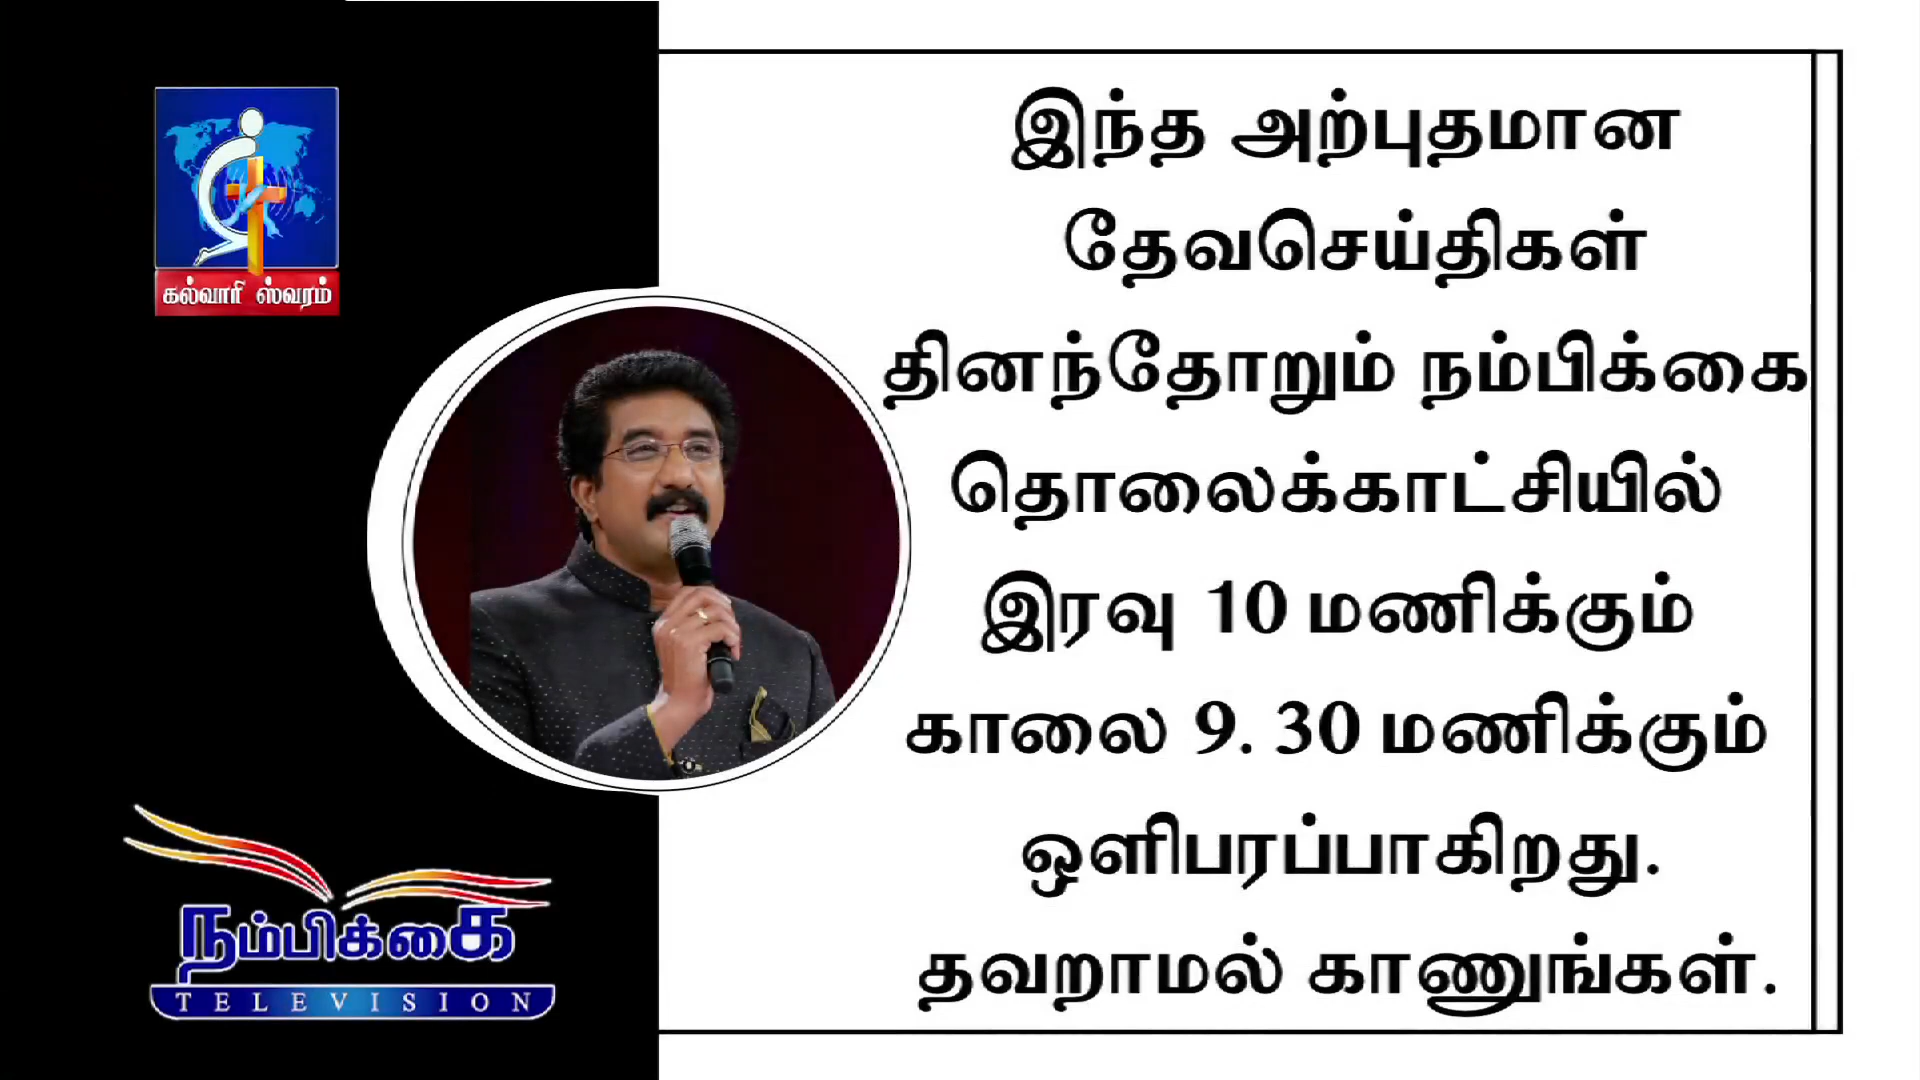 கல்வாரி ஸ்வரம்
இந்த அற்புதமான
தேவசெய்திகள்
தினந்தோறும் நம்பிக்கை
தொலைக்காட்சியில்
இரவு 10 மணிக்கும்
காலை 9. 30 மணிக்கும்
ஒளிபரப்பாகிறது.
தவறாமல் காணுங்கள்.
நம்பிக்கை
TELEVISION